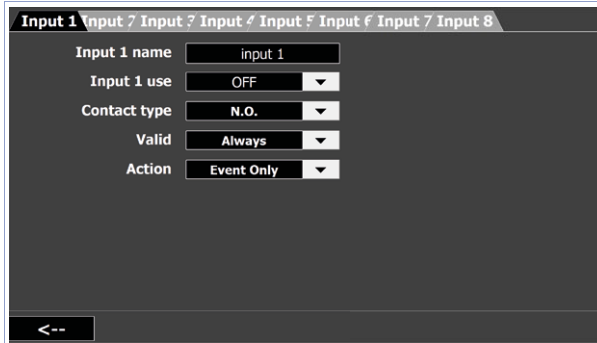 Input 1 Input 2 Input 3 Input 4 Input 5 Input 6 Input 7 Input 8
Input 1 name input 1
Input 1 use OFF
Contact type N.O.
Valid Always
Action Event Only
<--